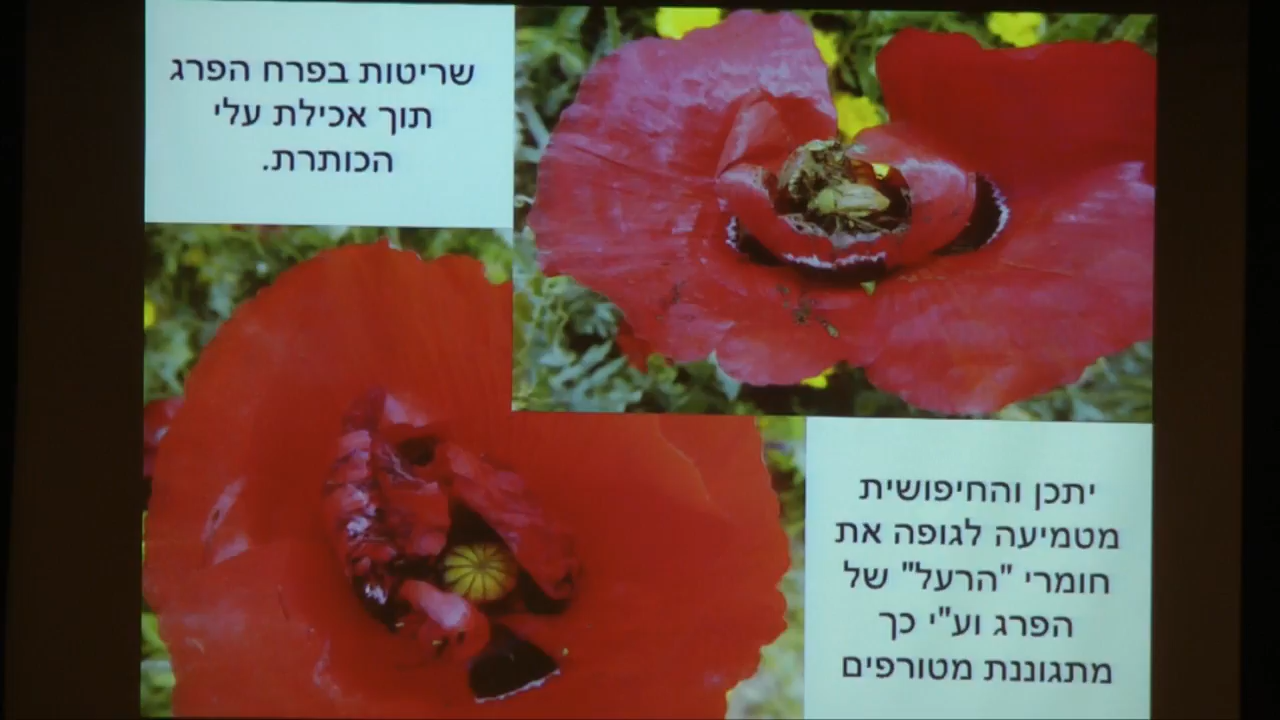 שריטות בפרח הפרג
תוך אכילת עלי
הכותרת.
יתכן והחיפושית
מטמיעה לגופה את
חומרי "הרעל" של
הפרג וע"י כך
מתגוננת מטורפים